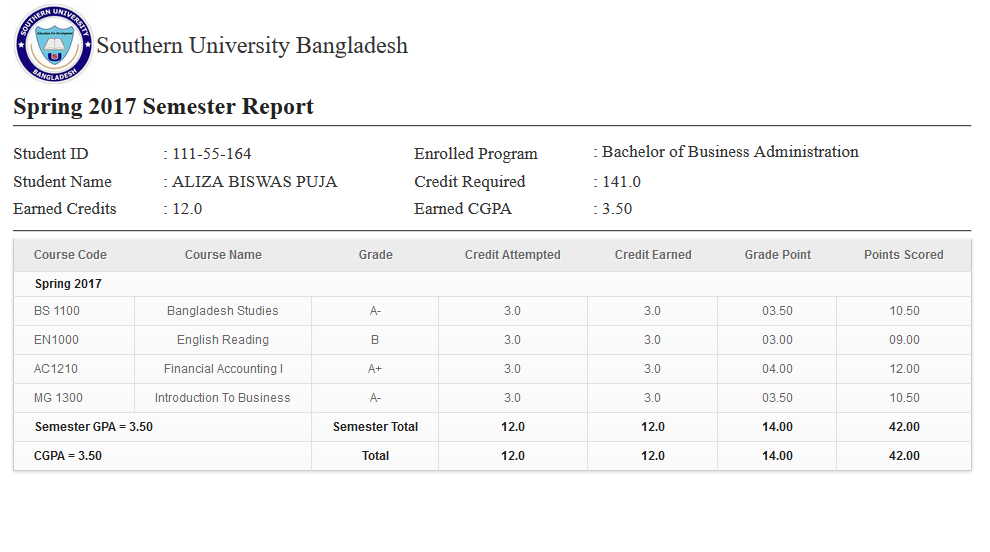 SOUTHERN UNIVERSITY
Education For Development
BANGLADESH
Southern University Bangladesh
Spring 2017 Semester Report
Student ID : 111-55-164 Enrolled Program : Bachelor of Business Administration
Student Name : ALIZA BISWAS PUJA Credit Required : 141.0
Earned Credits : 12.0 Earned CGPA : 3.50
Course Code Course Name Grade Credit Attempted Credit Earned Grade Point Points Scored
Spring 2017
BS 1100 Bangladesh Studies A- 3.0 3.0 03.50 10.50
EN1000 English Reading B 3.0 3.0 03.00 09.00
AC1210 Financial Accounting I A+ 3.0 3.0 04.00 12.00
MG 1300 Introduction To Business A- 3.0 3.0 03.50 10.50
Semester GPA = 3.50 Semester Total 12.0 12.0 14.00 42.00
CGPA = 3.50 Total 12.0 12.0 14.00 42.00